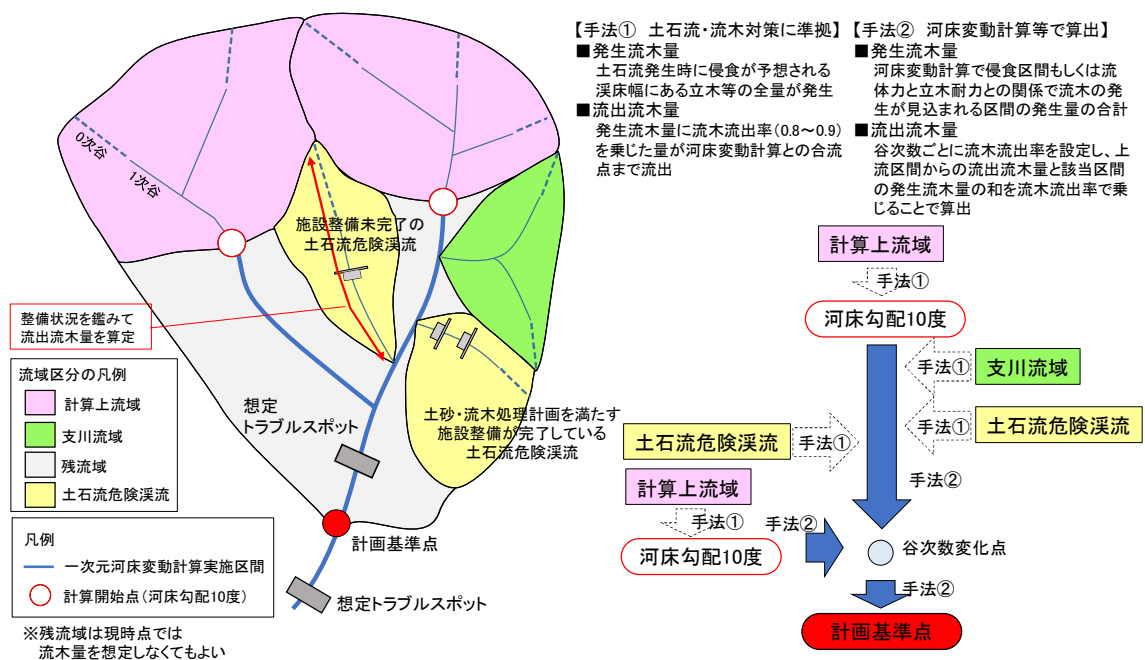 【手法① 土石流・流木対策に準拠】
■発生流木量
土石流発生時に侵食が予想される
渓床幅にある立木等の全量が発生
■流出流木量
発生流木量に流木流出率(0.8~0.9)
を乗じた量が河床変動計算との合流
点まで流出
【手法② 河床変動計算等で算出】
■発生流木量
河床変動計算で侵食区間もしくは流
体力と立木耐力との関係で流木の発
生が見込まれる区間の発生量の合計
■流出流木量
谷次数ごとに流木流出率を設定し、上
流区間からの流出流木量と該当区間
の発生流木量の和を流木流出率で乗
じることで算出
0次谷
1次谷
施設整備未完了の
土石流危険渓流
整備状況を鑑みて
流出流木量を算定
流域区分の凡例
計算上流域
支川流域
残流域
土石流危険渓流
想定
トラブルスポット
土砂・流木処理計画を満たす
施設整備が完了している
土石流危険渓流
計画基準点
想定トラブルスポット
凡例
一次元河床変動計算実施区間
計算開始点(河床勾配10度)
※残流域は現時点では
流木量を想定しなくてもよい
計算上流域
手法①
河床勾配10度
手法①
支川流域
手法①
土石流危険渓流
土石流危険渓流
手法①
手法②
計算上流域
手法①
河床勾配10度
手法②
谷次数変化点
手法②
計画基準点